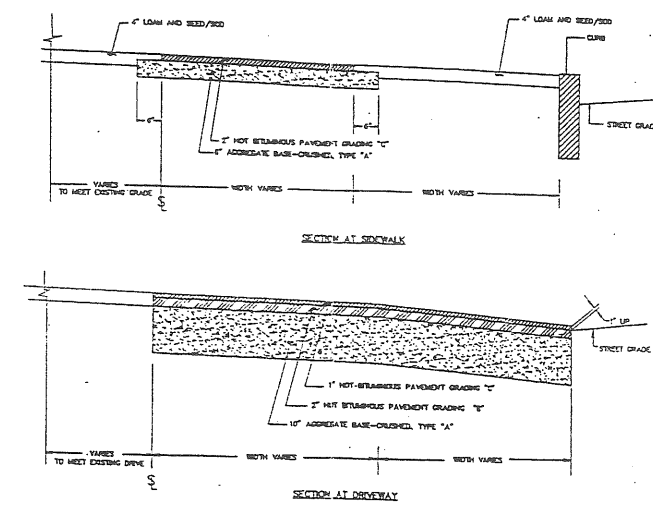 4" LOAM AND SEED/SOD
4" LOAM AND SEED/SOD
CURB
STREET GRAD
6"
6"
2" HOT BITUMINOUS PAVEMENT GRADING "C"
AGGREGATE BASE-CRUSHED, TYPE "A"
VARIES
TO MEET EXISTING GRADE
WIDTH VARIES
WIDTH VARIES
SECTION AT SIDEWALK
1" UP
STREET GRADE
1" HOT-BITUMINOUS PAVEMENT GRADING "C"
2" HOT BITUMINOUS PAVEMENT GRADING "B"
10" AGGREGATE BASE-CRUSHED, TYPE "A"
VARIES
TO MEET EXISTING DRIVE
WIDTH VARIES
WIDTH VARIES
SECTION AT DRIVEWAY